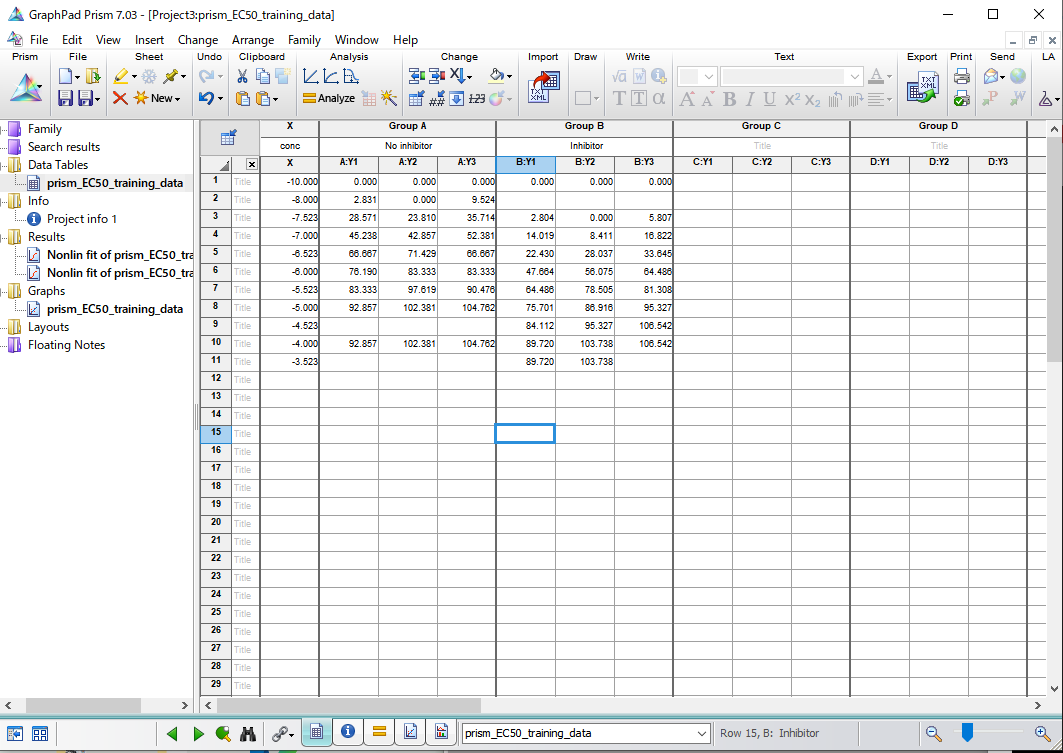 GraphPad Prism 7.03 - [Project3:prism_EC50_training_data]
File Edit View Insert Change Arrange Family Window Help
Prism File Sheet Undo Clipboard Analysis Change Import Draw Write Text Export Print Send LA
New Analyze
Family
Search results
Data Tables
prism_EC50_training_data
Info
Project info 1
Results
Nonlin fit of prism_EC50_tra
Nonlin fit of prism_EC50_tra
Graphs
prism_EC50_training_data
Layouts
Floating Notes
X Group A Group B Group C Group D
conc No inhibitor Inhibitor Title Title
X A:Y1 A:Y2 A:Y3 B:Y1 B:Y2 B:Y3 C:Y1 C:Y2 C:Y3 D:Y1 D:Y2 D:Y3
1 Title -10.000 0.000 0.000 0.000 0.000 0.000 0.000
2 Title -8.000 2.831 0.000 9.524
3 Title -7.523 28.571 23.810 35.714 2.804 0.000 5.807
4 Title -7.000 45.238 42.857 52.381 14.019 8.411 16.822
5 Title -6.523 66.667 71.429 66.667 22.430 28.037 33.645
6 Title -6.000 76.190 83.333 83.333 47.664 56.075 64.486
7 Title -5.523 83.333 97.619 90.476 64.486 78.505 81.308
8 Title -5.000 92.857 102.381 104.762 75.701 86.916 95.327
9 Title -4.523 84.112 95.327 106.542
10 Title -4.000 92.857 102.381 104.762 89.720 103.738 106.542
11 Title -3.523 89.720 103.738
12 Title
13 Title
14 Title
15 Title
16 Title
17 Title
18 Title
19 Title
20 Title
21 Title
22 Title
23 Title
24 Title
25 Title
26 Title
27 Title
28 Title
29 Title
prism_EC50_training_data Row 15, B: Inhibitor